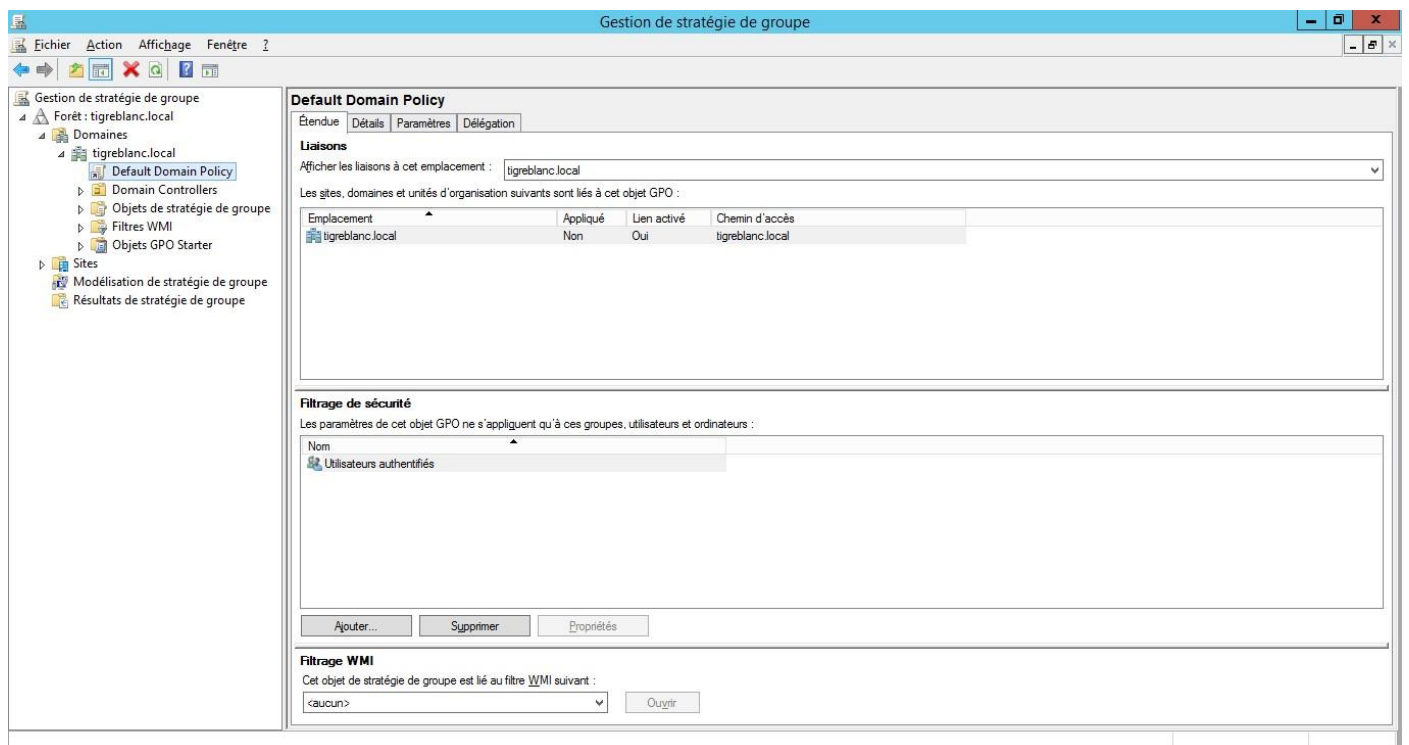 Gestion de stratégie de groupe
Fichier Action Affichage Fenêtre ?
Gestion de stratégie de groupe
Forêt : tigreblanc.local
Domaines
tigreblanc.local
Default Domain Policy
Domain Controllers
Objets de stratégie de groupe
Filtres WMI
Objets GPO Starter
Sites
Modélisation de stratégie de groupe
Résultats de stratégie de groupe
Default Domain Policy
Étendue Détails Paramètres Délégation
Liaisons
Afficher les liaisons à cet emplacement : tigreblanc.local
Les sites, domaines et unités d'organisation suivants sont liés à cet objet GPO :
Emplacement Appliqué Lien activé Chemin d'accès
tigreblanc.local Non Oui tigreblanc.local
Filtrage de sécurité
Les paramètres de cet objet GPO ne s'appliquent qu'à ces groupes, utilisateurs et ordinateurs :
Nom
Utilisateurs authentifiés
Ajouter... Supprimer Propriétés
Filtrage WMI
Cet objet de stratégie de groupe est lié au filtre WMI suivant :
<aucun> Ouvrir